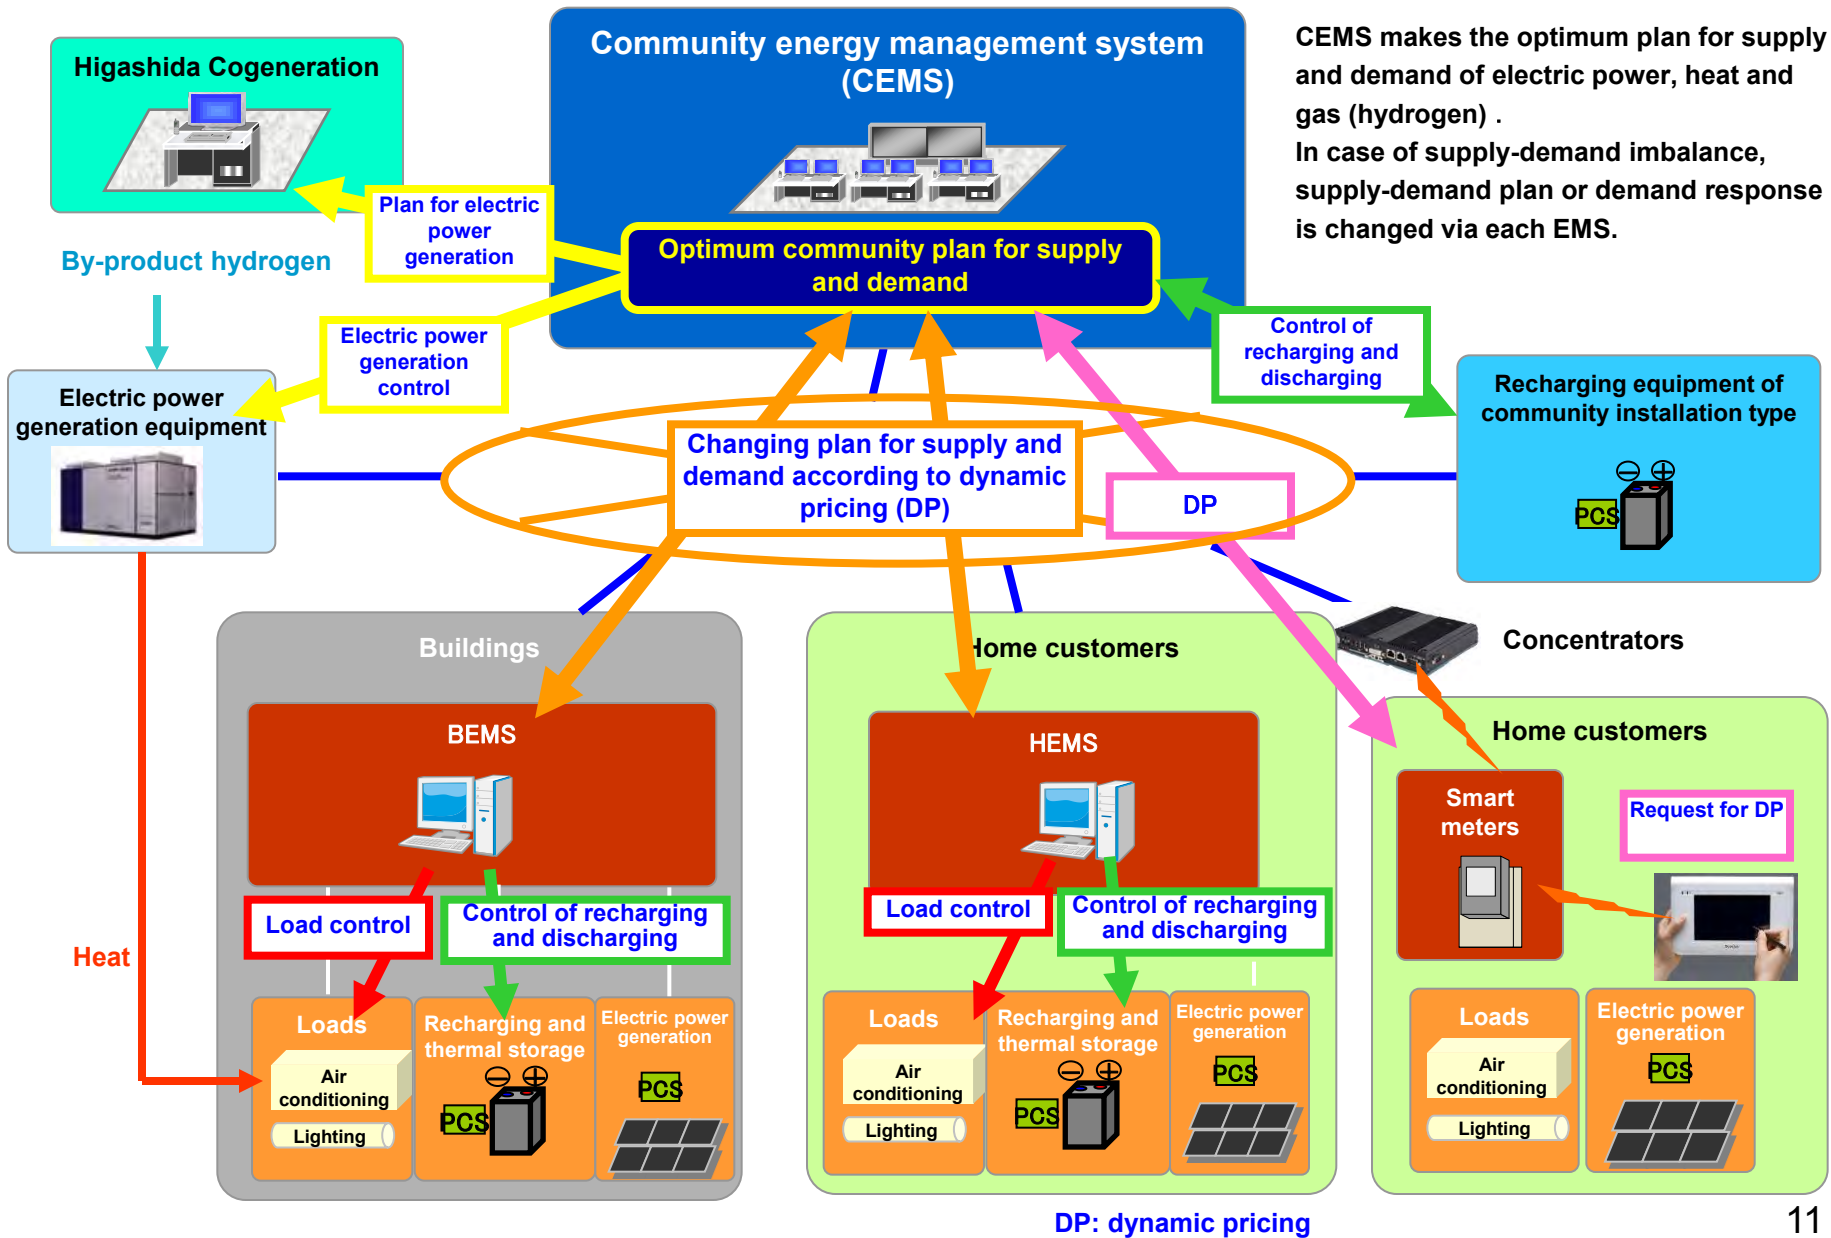 Community energy management system
(CEMS)
CEMS makes the optimum plan for supply
and demand of electric power, heat and
gas (hydrogen) .
In case of supply-demand imbalance,
supply-demand plan or demand response
is changed via each EMS.
Higashida Cogeneration
Plan for electric
power
generation
Optimum community plan for supply
and demand
By-product hydrogen
Electric power
generation
control
Control of
recharging and
discharging
Electric power
generation equipment
Recharging equipment of
community installation type
PCS
Changing plan for supply and
demand according to dynamic
pricing (DP)
DP
Buildings
Home customers
Concentrators
Home customers
BEMS
HEMS
Smart
meters
Request for DP
Load control
Control of recharging
and discharging
Load control
Control of recharging
and discharging
Heat
Loads
Air
conditioning
Lighting
Recharging and
thermal storage
PCS
Electric power
generation
PCS
Loads
Air
conditioning
Lighting
Recharging and
thermal storage
PCS
Electric power
generation
PCS
Loads
Air
conditioning
Lighting
Electric power
generation
PCS
DP: dynamic pricing
11